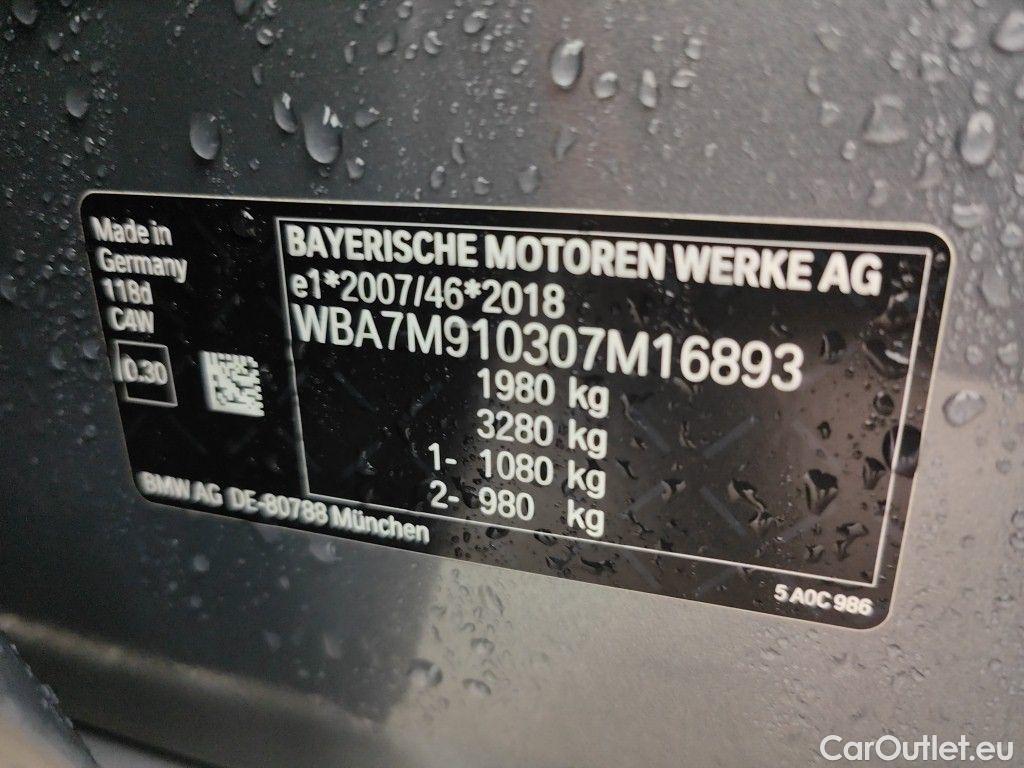 Made in
Germany
118d
C4W
0.30
BAYERISCHE MOTOREN WERKE AG
e1*2007/46*2018
WBA7M910307M16893
1980 kg
3280 kg
1- 1080 kg
2- 980 kg
BMW AG DE-80788 München
5 A0C 986
CarOutlet.eu